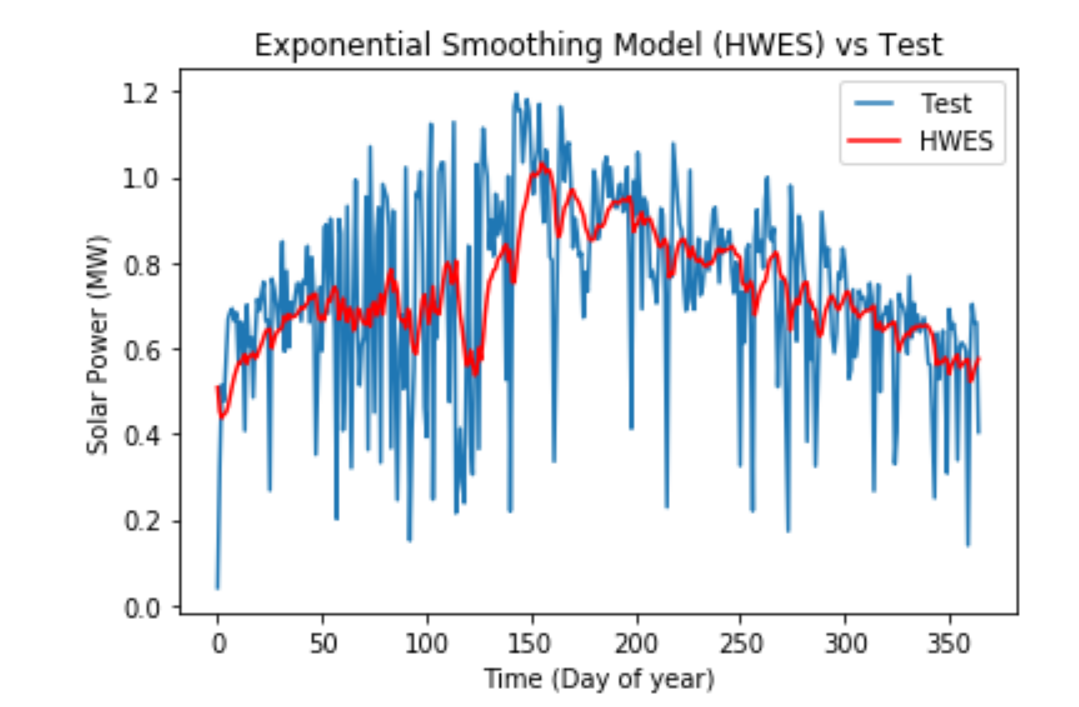 Exponential Smoothing Model (HWES) vs Test
Test
HWES
1.2
1.0
0.8
0.6
0.4
0.2
0.0
Solar Power (MW)
0 50 100 150 200 250 300 350
Time (Day of year)